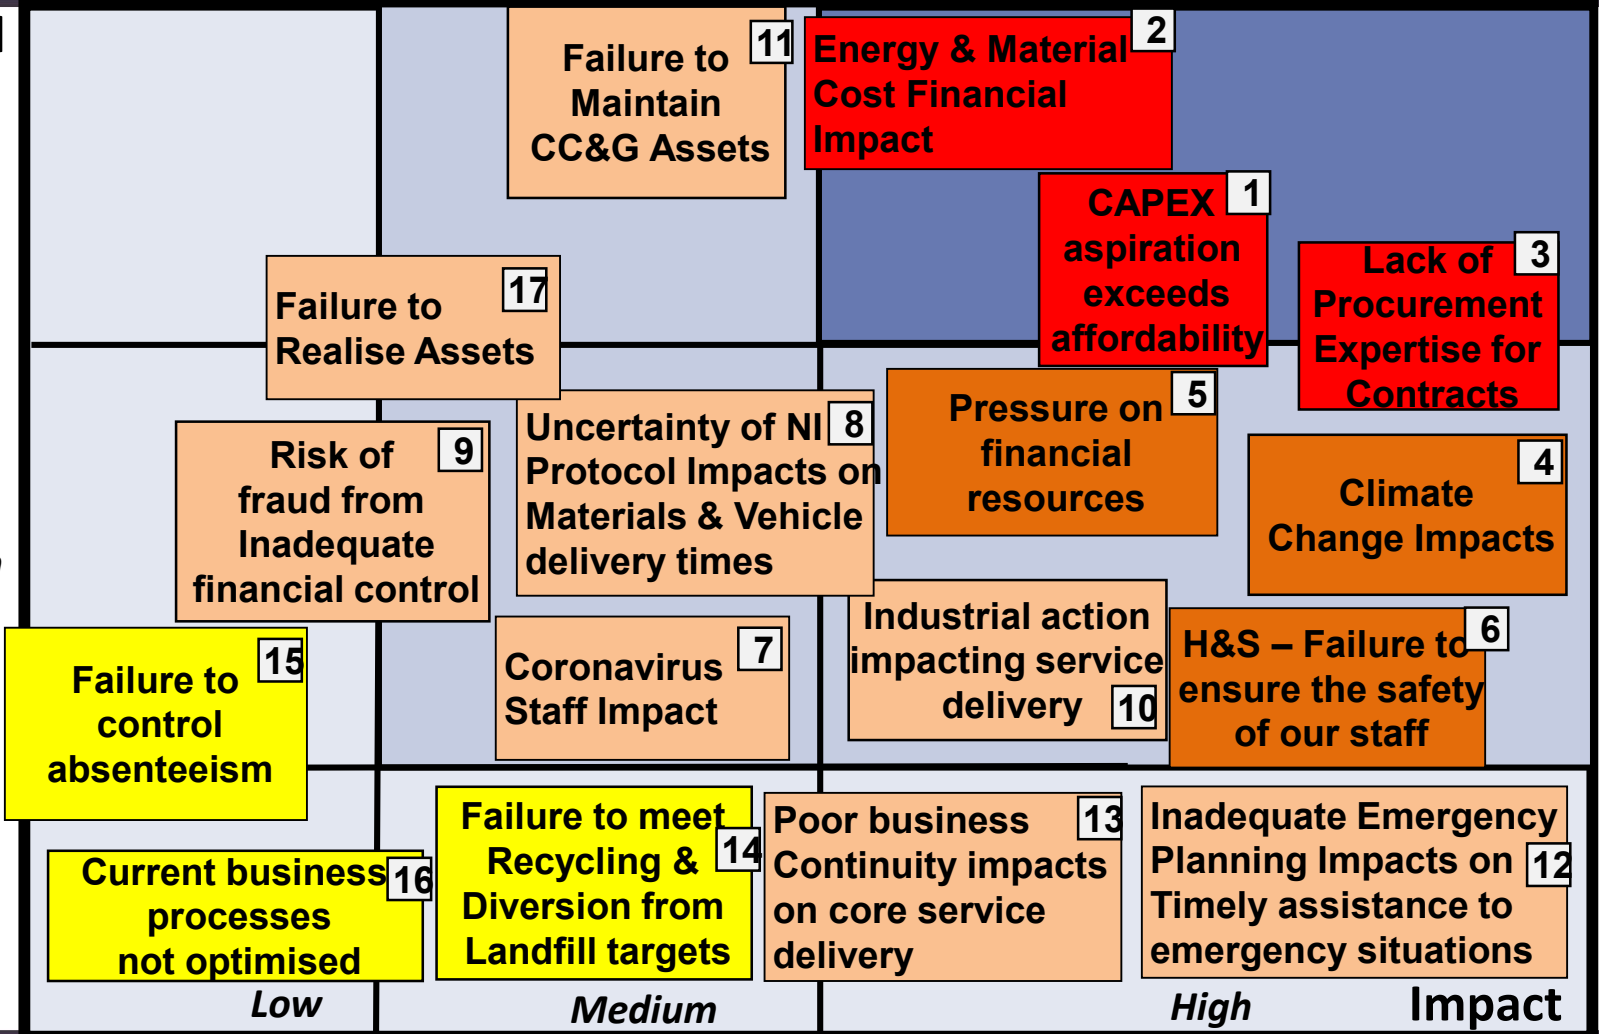 Failure to
Maintain
CC&G Assets
11
Energy & Material
Cost Financial
Impact
2
CAPEX
aspiration
exceeds
affordability
1
Lack of
Procurement
Expertise for
Contracts
3
Failure to
Realise Assets
17
Risk of
fraud from
Inadequate
financial control
9
Uncertainty of NI
Protocol Impacts on
Materials & Vehicle
delivery times
8
Pressure on
financial
resources
5
Climate
Change Impacts
4
Failure to
control
absenteeism
15
Coronavirus
Staff Impact
7
Industrial action
impacting service
delivery
10
H&S – Failure to
ensure the safety
of our staff
6
Current business
processes
not optimised
16
Failure to meet
Recycling &
Diversion from
Landfill targets
14
Poor business
Continuity impacts
on core service
delivery
13
Inadequate Emergency
Planning Impacts on
Timely assistance to
emergency situations
12
Low
Medium
High
Impact